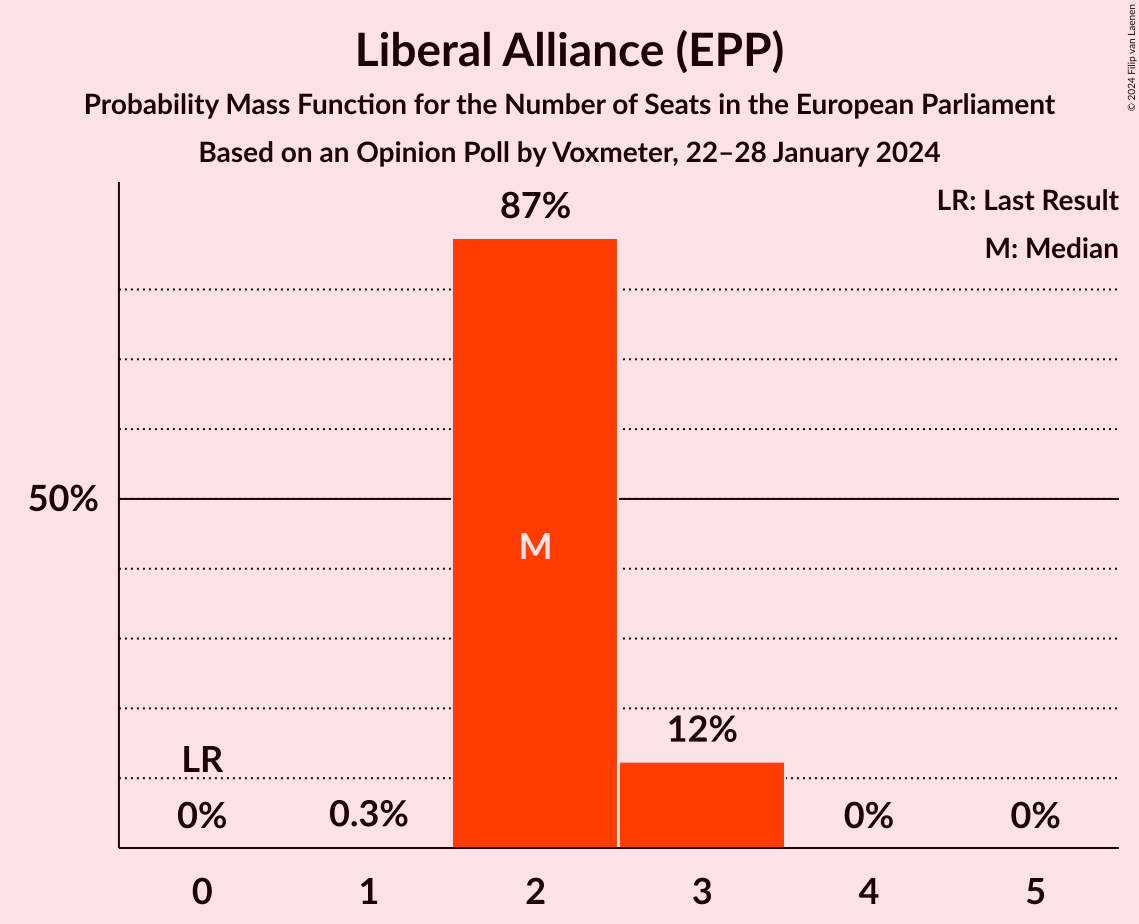 Liberal Alliance (EPP)
Probability Mass Function for the Number of Seats in the European Parliament
Based on an Opinion Poll by Voxmeter, 22–28 January 2024
© 2024 Filip van Laenen
LR: Last Result
M: Median
87%
50%
M
12%
LR
0%
0.3%
0%
0%
0
1
2
3
4
5